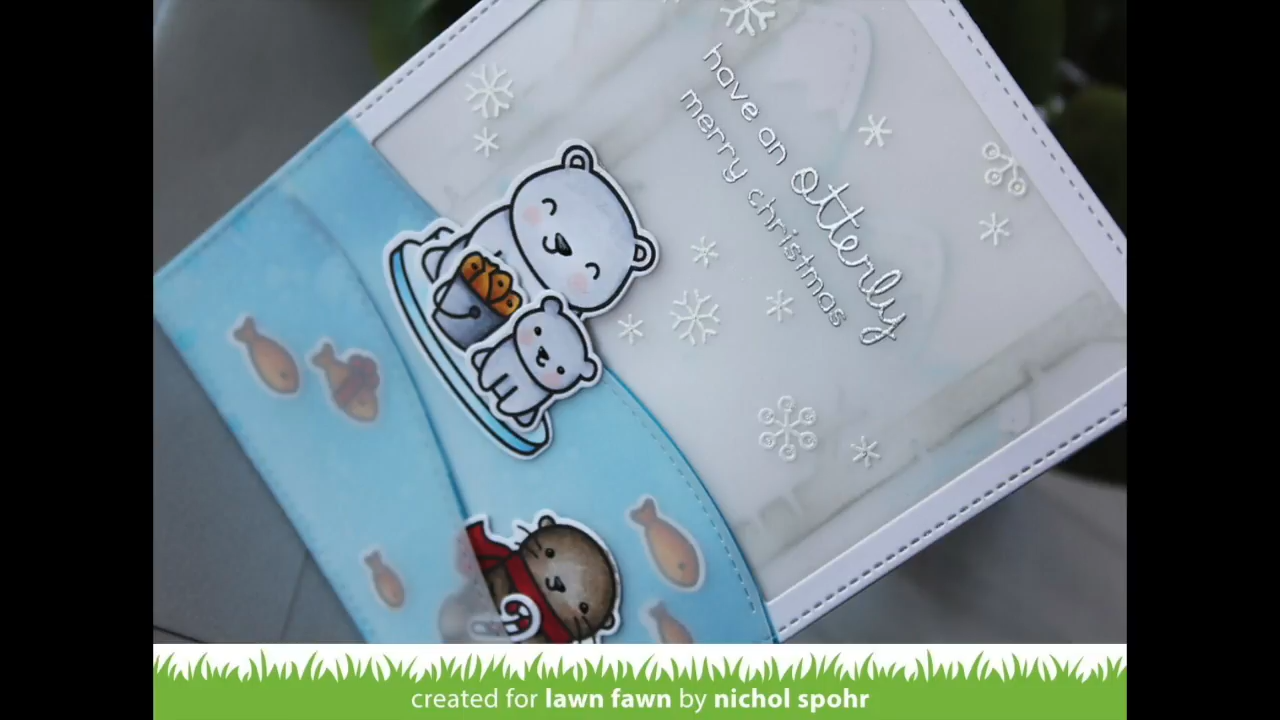 have an otterly
merry christmas
created for lawn fawn by nichol spohr